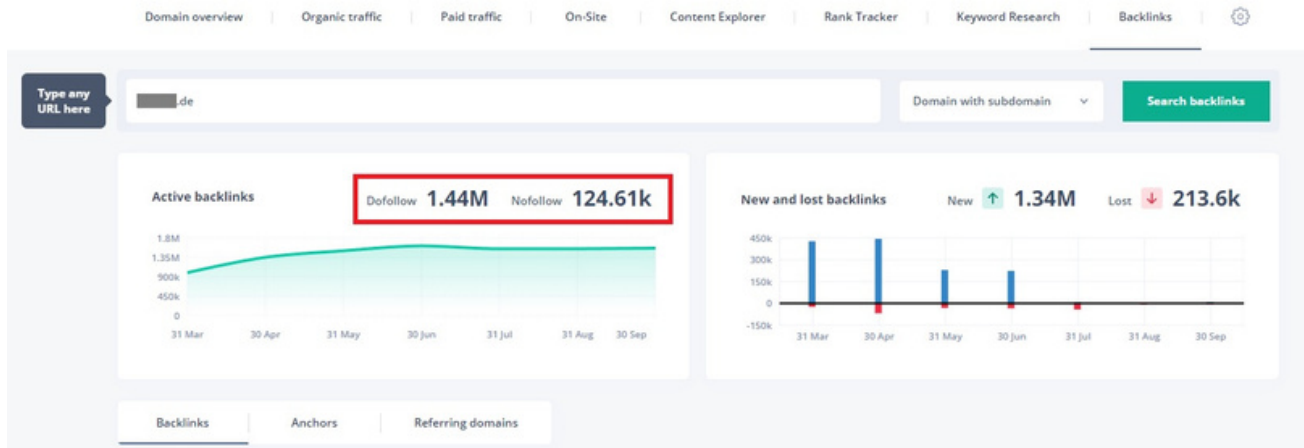 Domain overview Organic traffic Paid traffic On-Site Content Explorer Rank Tracker Keyword Research Backlinks
Type any
URL here
.de
Domain with subdomain
Search backlinks
Active backlinks Dofollow 1.44M Nofollow 124.61k
1.8M
1.35M
900k
450k
0
31 Mar 30 Apr 31 May 30 Jun 31 Jul 31 Aug 30 Sep
New and lost backlinks New 1.34M Lost 213.6k
450k
300k
150k
0
-150k
31 Mar 30 Apr 31 May 30 Jun 31 Jul 31 Aug 30 Sep
Backlinks Anchors Referring domains